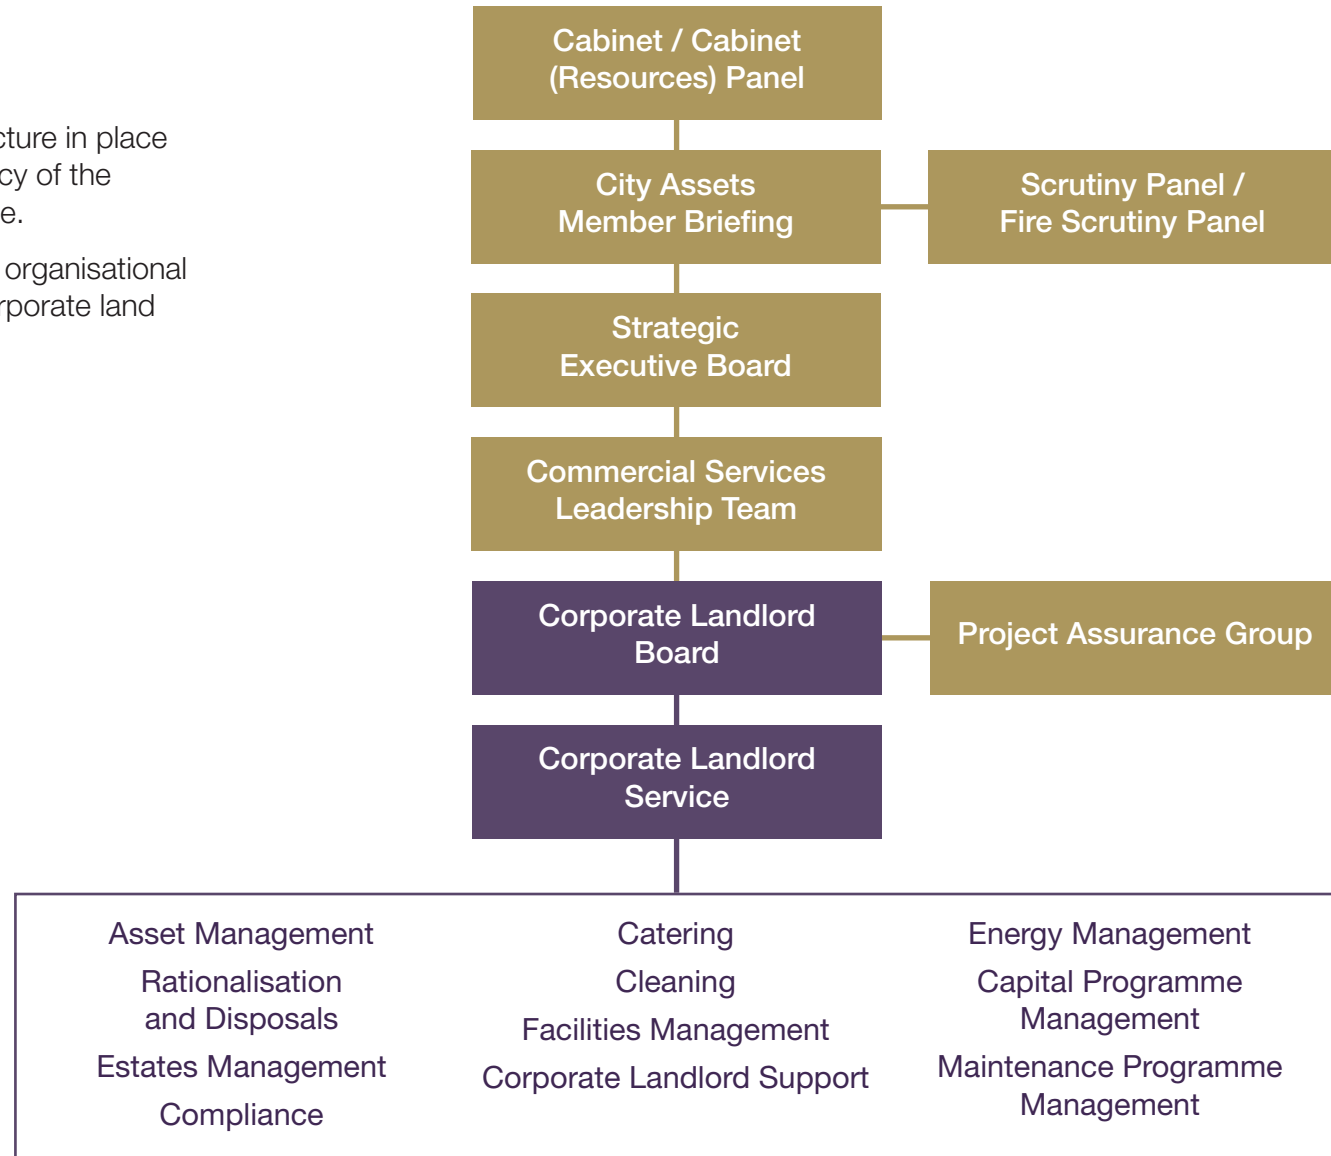 cture in place
cy of the
e.
organisational
rporate land
Cabinet / Cabinet
(Resources) Panel
City Assets
Member Briefing
Scrutiny Panel /
Fire Scrutiny Panel
Strategic
Executive Board
Commercial Services
Leadership Team
Corporate Landlord
Board
Project Assurance Group
Corporate Landlord
Service
Asset Management
Rationalisation
and Disposals
Estates Management
Compliance
Catering
Cleaning
Facilities Management
Corporate Landlord Support
Energy Management
Capital Programme
Management
Maintenance Programme
Management